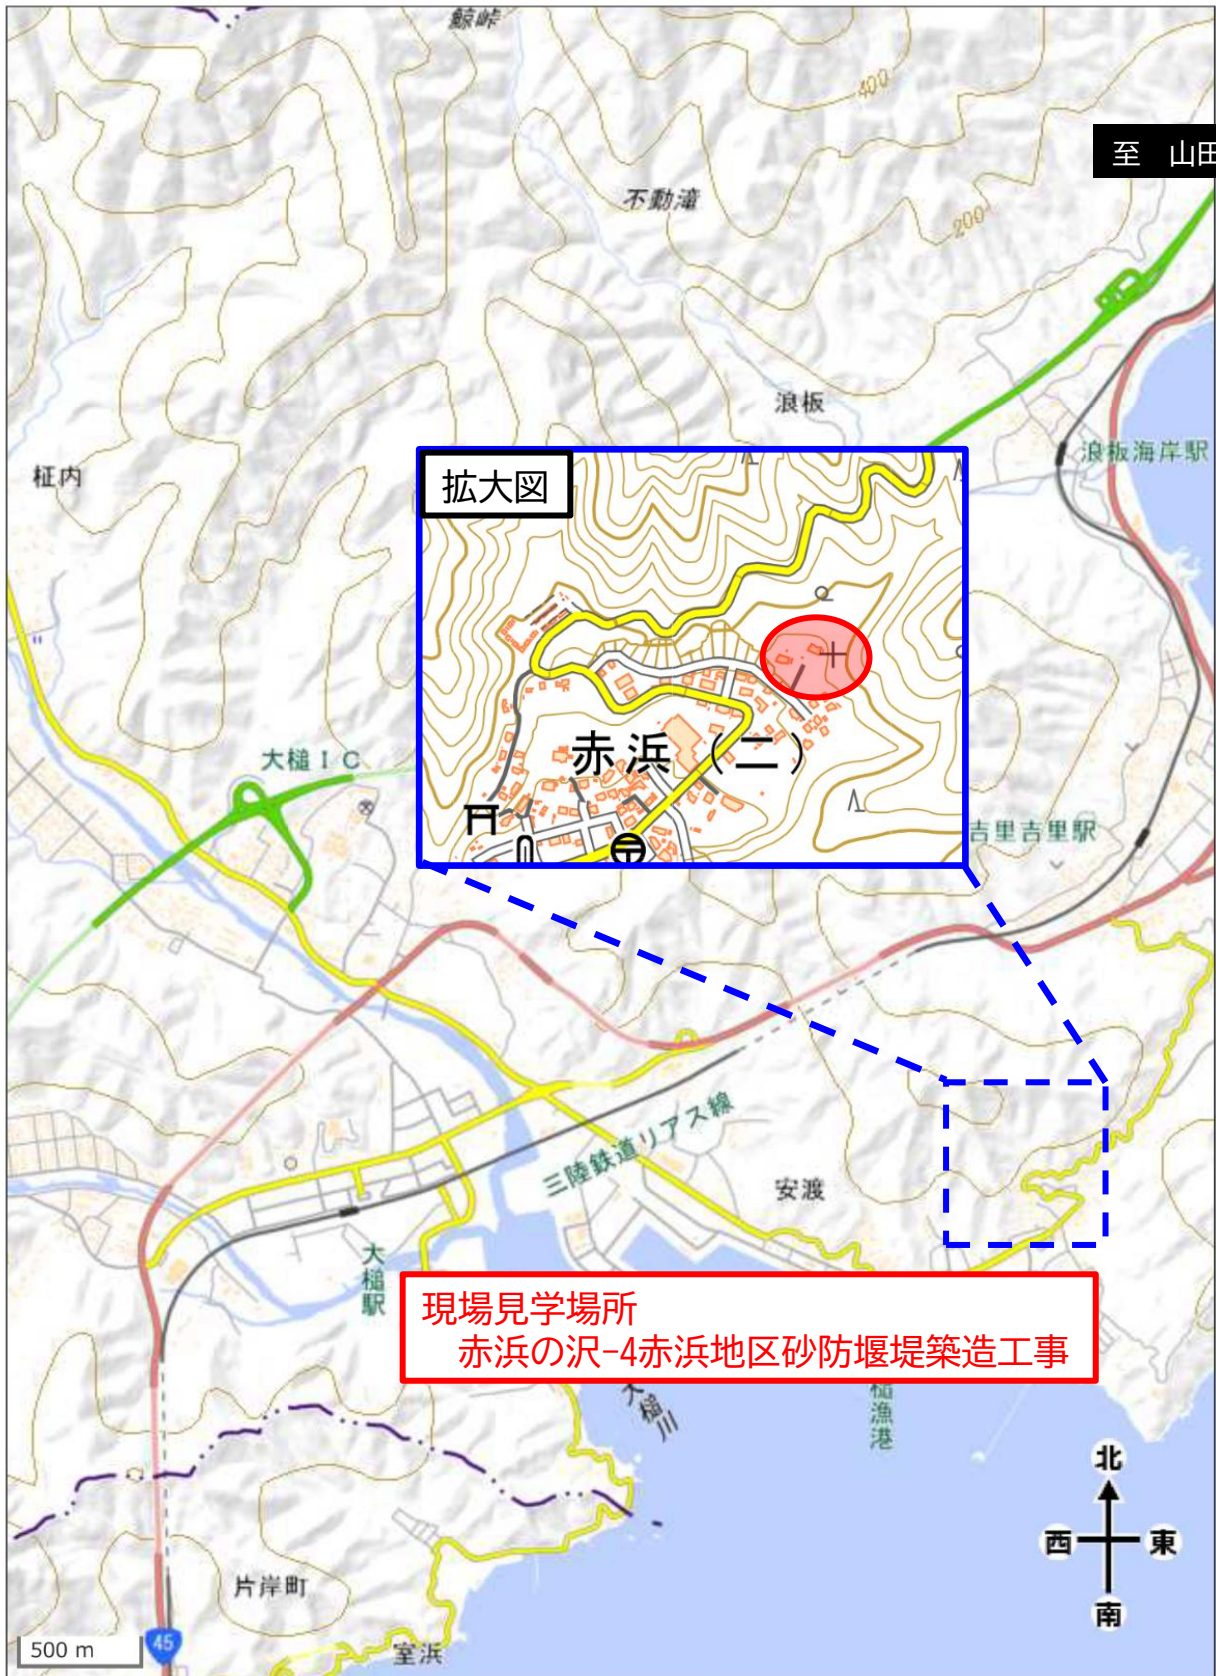 鯨峠
400
至 山田
不動滝
200
浪板
浪板海岸駅
柾内
拡大図
大槌IC
赤浜(二)
吉里吉里駅
三陸鉄道リアス線
安渡
大槌駅
現場見学場所
赤浜の沢-4赤浜地区砂防堰堤築造工事
大槌川
槌漁港
北
西 東
南
片岸町
500 m
45
室浜